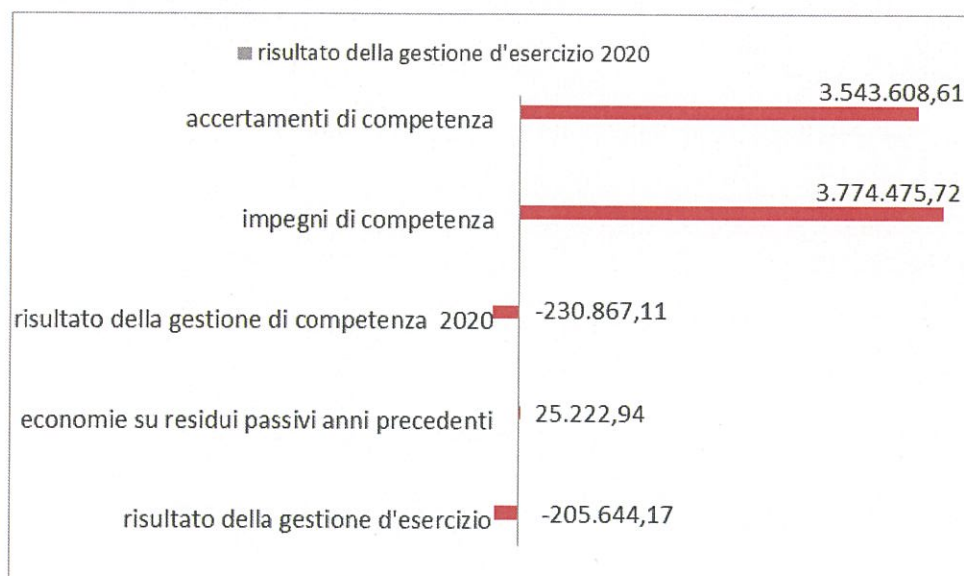 risultato della gestione d'esercizio 2020
accertamenti di competenza 3.543.608,61
impegni di competenza 3.774.475,72
risultato della gestione di competenza 2020 -230.867,11
economie su residui passivi anni precedenti 25.222,94
risultato della gestione d'esercizio -205.644,17